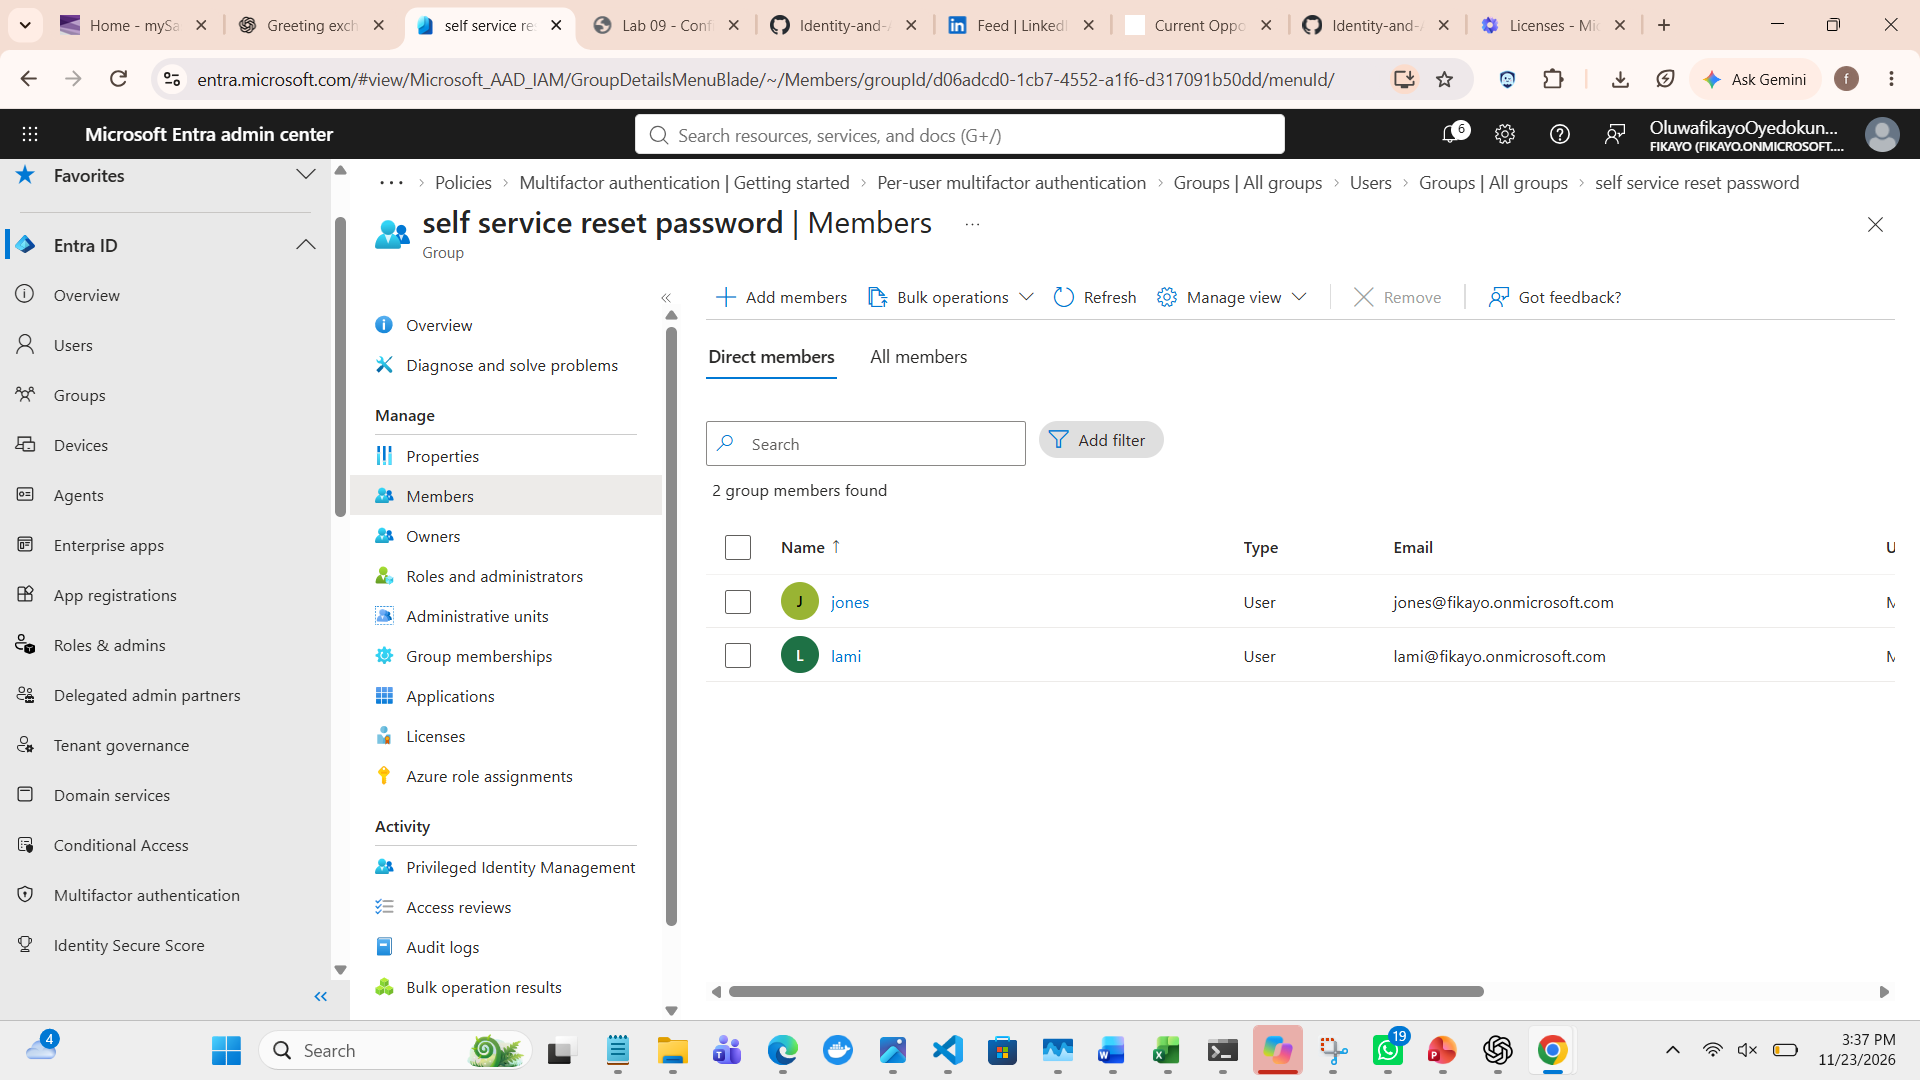 Home - mySa
Greeting exch
self service re
Lab 09 - Confi
Identity-and-A
Feed | LinkedI
Current Oppo
Identity-and-A
Licenses - Mic
entra.microsoft.com/#view/Microsoft_AAD_IAM/GroupDetailsMenuBlade/~/Members/groupId/d06adcd0-1cb7-4552-a1f6-d317091b50dd/menuId/
Ask Gemini
f
Microsoft Entra admin center
Search resources, services, and docs (G+/)
6
OluwafikayoOyedokun...
FIKAYO (FIKAYO.ONMICROSOFT....
Favorites
Entra ID
Overview
Users
Groups
Devices
Agents
Enterprise apps
App registrations
Roles & admins
Delegated admin partners
Tenant governance
Domain services
Conditional Access
Multifactor authentication
Identity Secure Score
... > Policies > Multifactor authentication | Getting started > Per-user multifactor authentication > Groups | All groups > Users > Groups | All groups > self service reset password
self service reset password | Members ...
Group
Overview
Diagnose and solve problems
Manage
Properties
Members
Owners
Roles and administrators
Administrative units
Group memberships
Applications
Licenses
Azure role assignments
Activity
Privileged Identity Management
Access reviews
Audit logs
Bulk operation results
Add members
Bulk operations
Refresh
Manage view
Remove
Got feedback?
Direct members
All members
Search
Add filter
2 group members found
Name ↑ Type Email U
J jones User jones@fikayo.onmicrosoft.com M
L lami User lami@fikayo.onmicrosoft.com M
4
Search
19
3:37 PM
11/23/2026